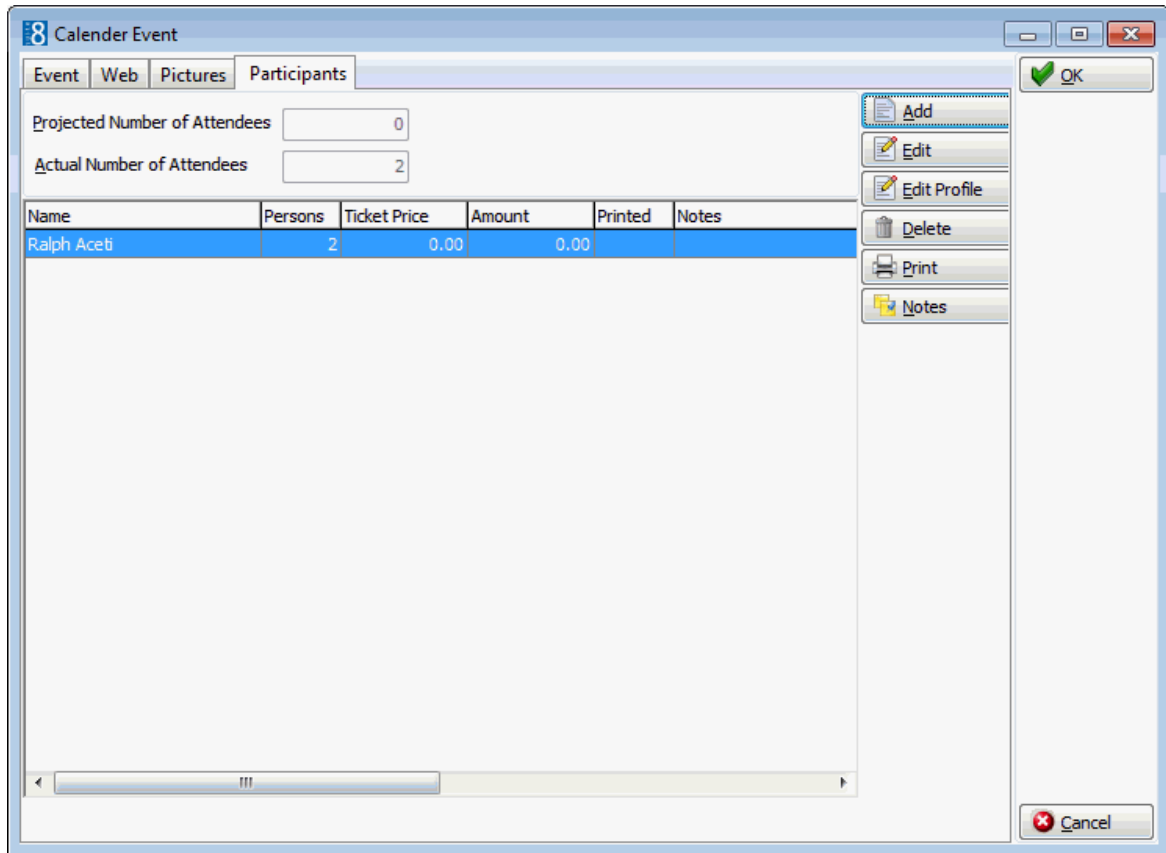 8 Calender Event
Event Web Pictures Participants
OK
Projected Number of Attendees 0
Actual Number of Attendees 2
Add
Edit
Edit Profile
Delete
Print
Notes
Name Persons Ticket Price Amount Printed Notes
Ralph Aceti 2 0.00 0.00
Cancel